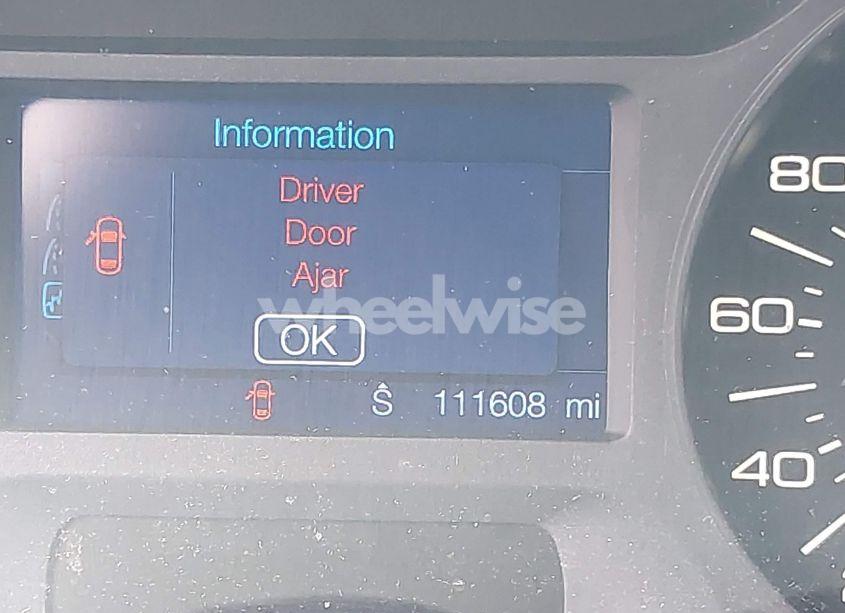 Information
Driver
Door
Ajar
wheelwise
OK
S 111608 mi
80
60
40